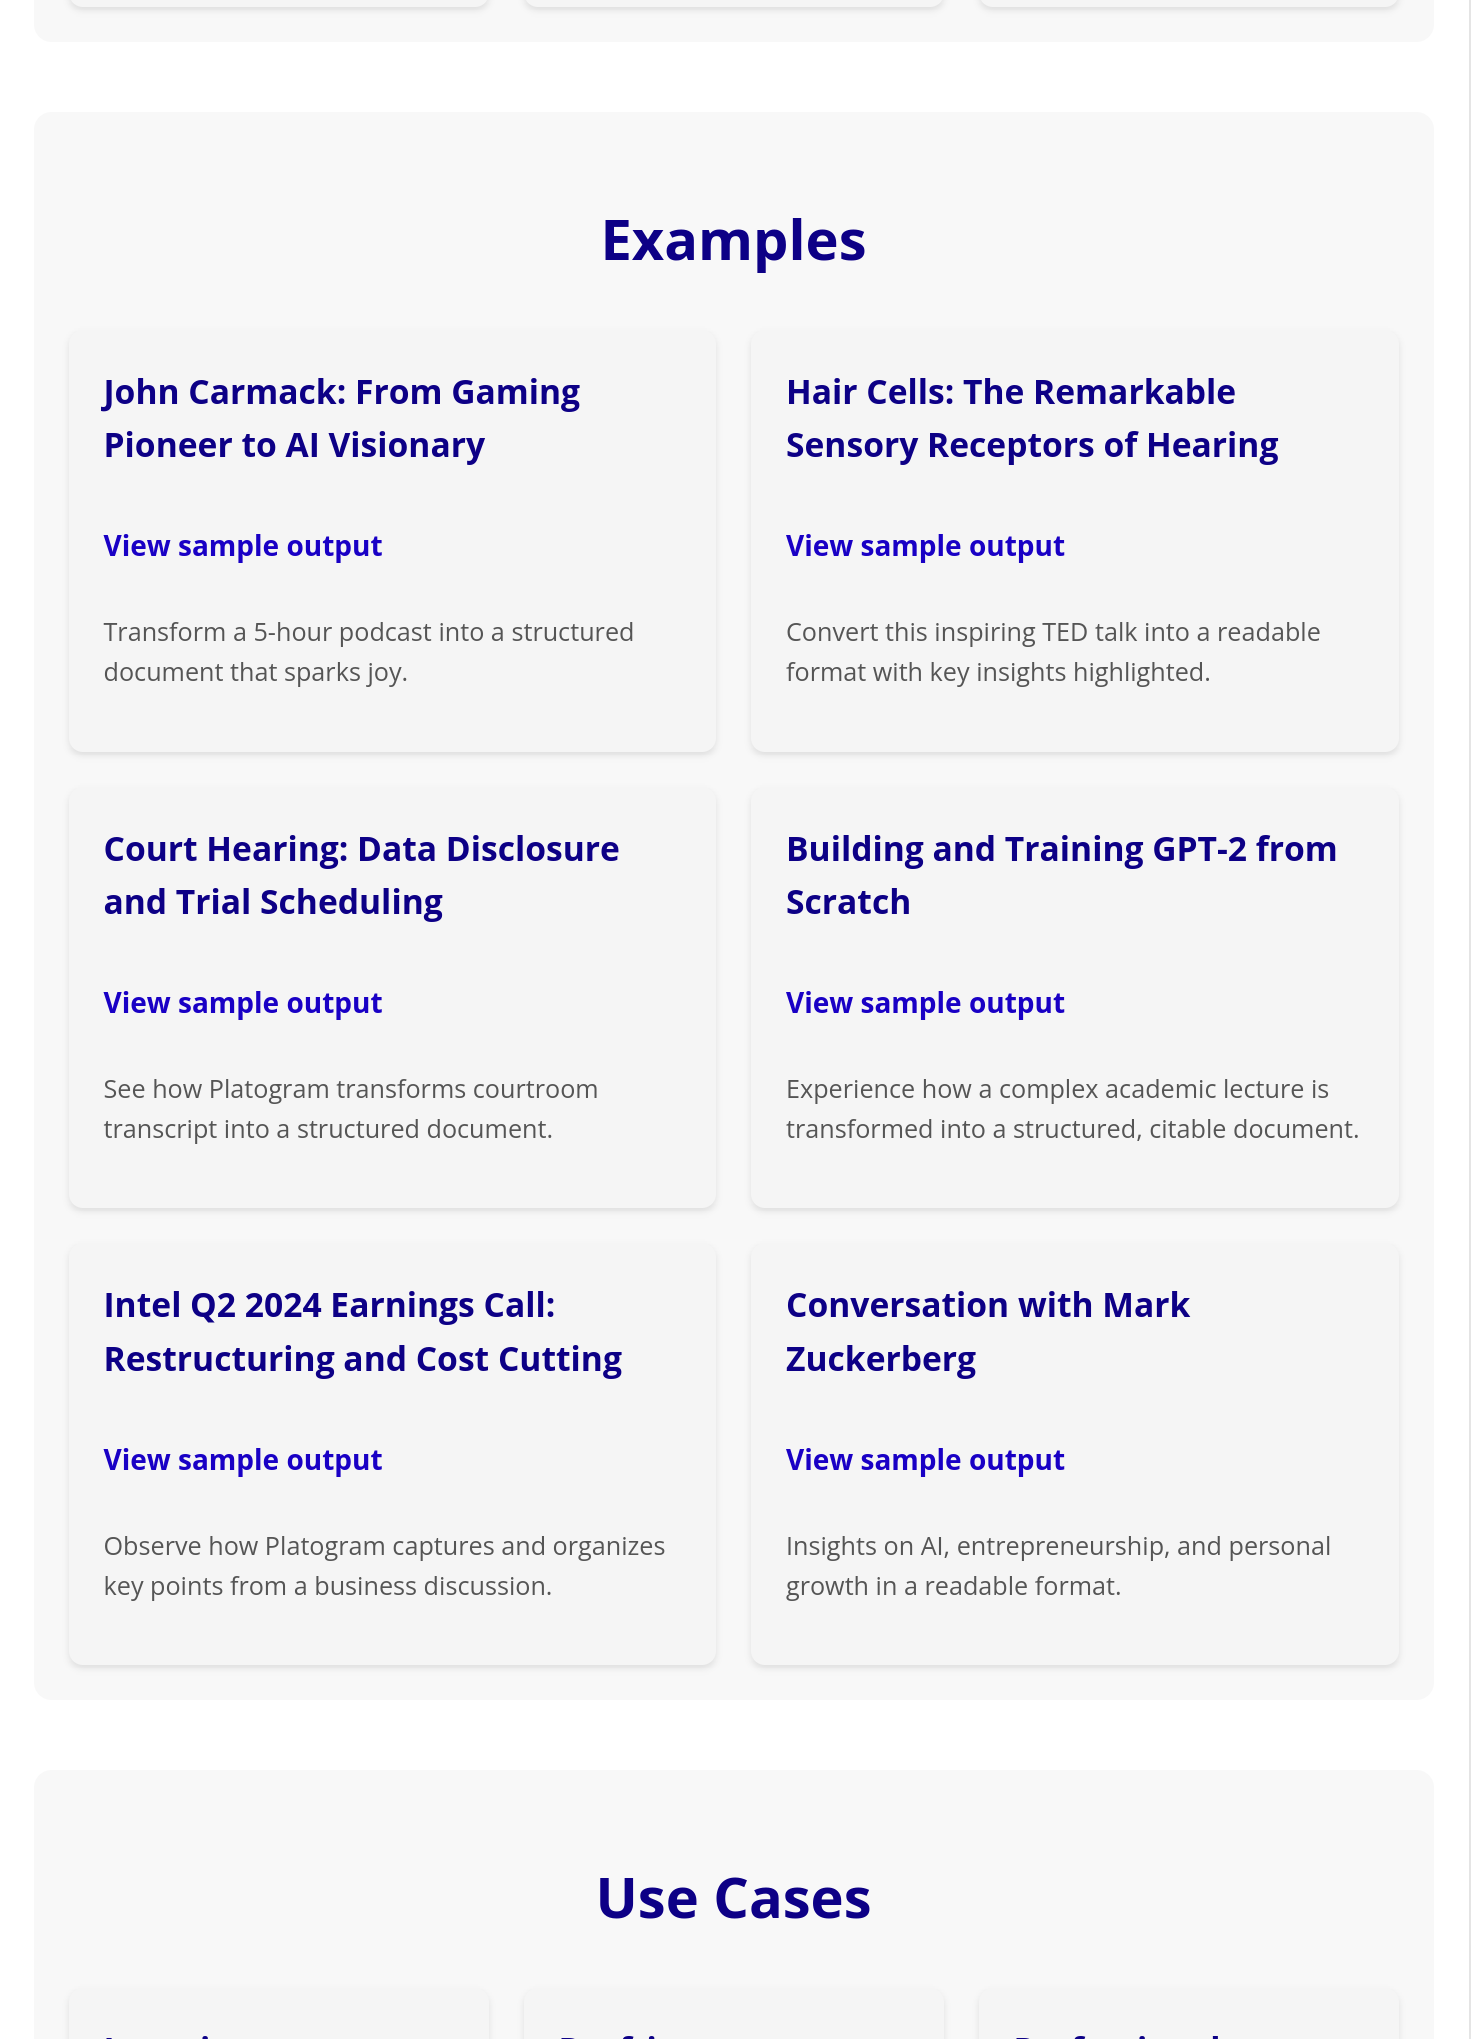 Examples
John Carmack: From Gaming
Pioneer to AI Visionary
View sample output
Transform a 5-hour podcast into a structured
document that sparks joy.
Hair Cells: The Remarkable
Sensory Receptors of Hearing
View sample output
Convert this inspiring TED talk into a readable
format with key insights highlighted.
Court Hearing: Data Disclosure
and Trial Scheduling
View sample output
See how Platogram transforms courtroom
transcript into a structured document.
Building and Training GPT-2 from
Scratch
View sample output
Experience how a complex academic lecture is
transformed into a structured, citable document.
Intel Q2 2024 Earnings Call:
Restructuring and Cost Cutting
View sample output
Observe how Platogram captures and organizes
key points from a business discussion.
Conversation with Mark
Zuckerberg
View sample output
Insights on AI, entrepreneurship, and personal
growth in a readable format.
Use Cases